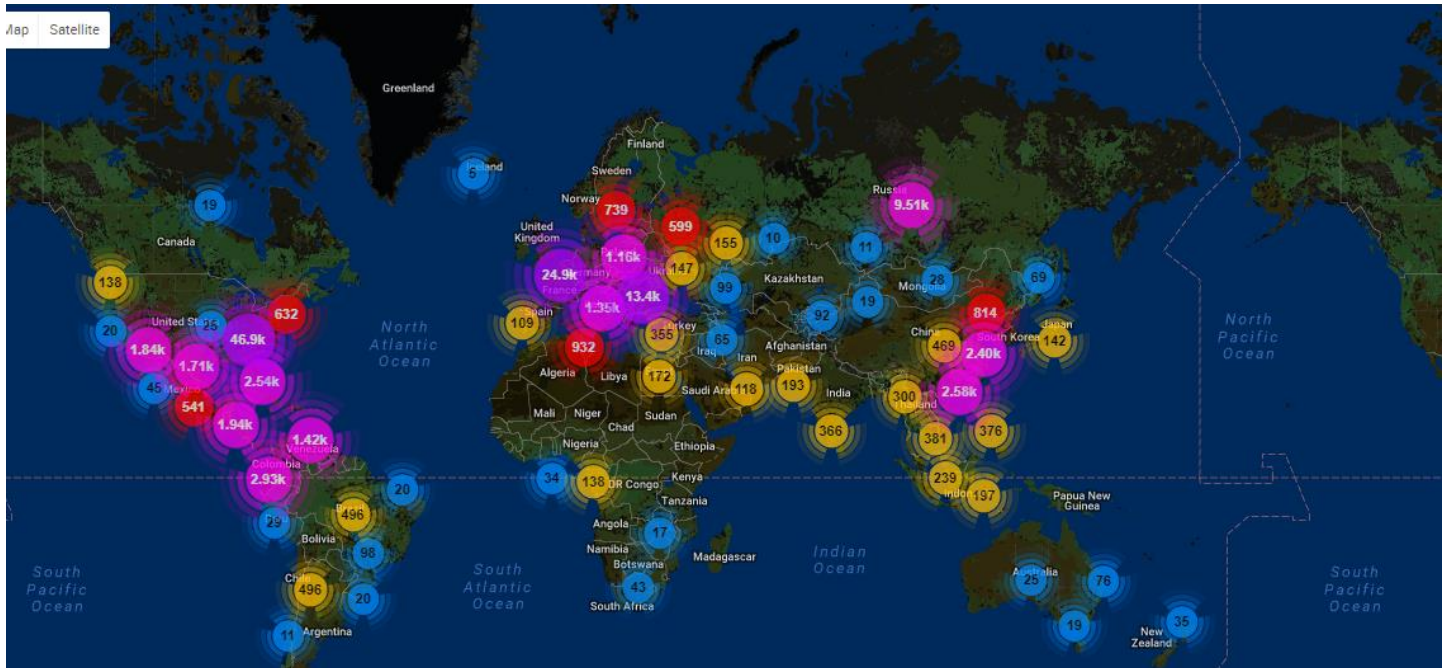 Map Satellite
Greenland
Finland
Iceland
5
Sweden
Russia
19
Norway
739
9.51k
Canada
United
Kingdom
599
155
10
11
1.16k
24.9k
Germany
147
138
France
13.4k
99
Kazakhstan
28
Mongolia
69
1.35k
19
632
Spain
109
92
814
20
United States
25
North
Atlantic
Ocean
355
65
Iraq
China
469
South Korea
Japan
142
North
Pacific
Ocean
46.9k
1.84k
932
Iran
Afghanistan
2.40k
1.71k
Algeria
Libya
172
Pakistan
193
45
Mexico
2.54k
Saudi
118
India
300
Thailand
2.58k
541
Mali
Niger
Chad
Sudan
1.94k
366
381
376
1.42k
Venezuela
Nigeria
Ethiopia
Colombia
2.93k
20
34
138
DR Congo
Kenya
239
197
Tanzania
Papua New
Guinea
29
496
Angola
17
Bolivia
98
Namibia
Botswana
Madagascar
Indian
Ocean
South
Pacific
Ocean
Chile
496
20
South
Atlantic
Ocean
43
South Africa
Australia
25
76
South
Pacific
Ocean
11
Argentina
19
New
Zealand
35